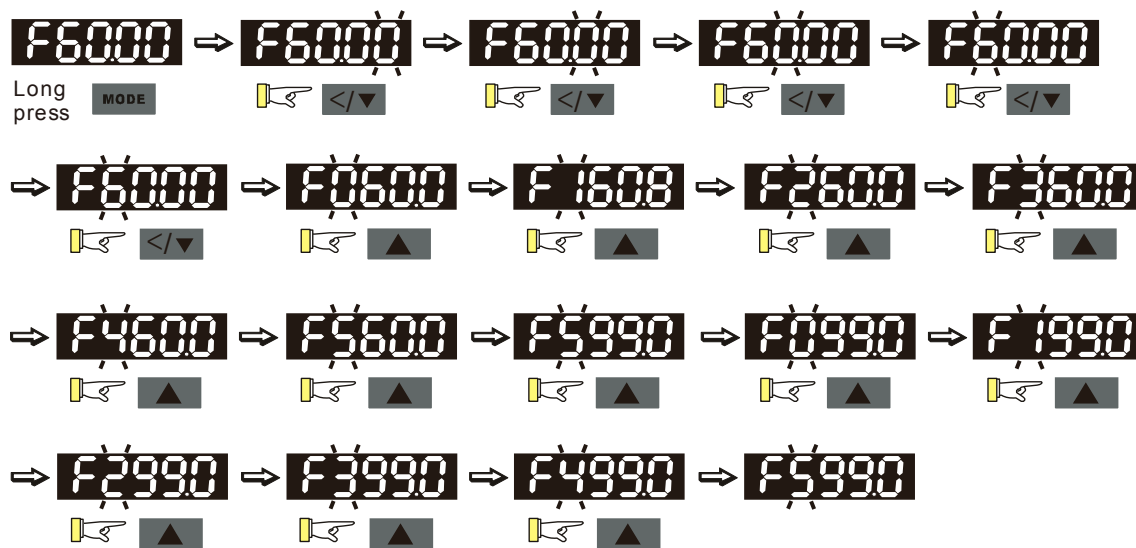 F60.00 F60.00 F60.00 F60.00 F60.00
Long MODE </▼ </▼ </▼ </▼
press
F60.00 F060.0 F160.8 F260.0 F360.0
</▼ ▲ ▲ ▲ ▲
F460.0 F560.0 F599.0 F099.0 F199.0
▲ ▲ ▲ ▲ ▲
F299.0 F399.0 F499.0 F599.0
▲ ▲ ▲